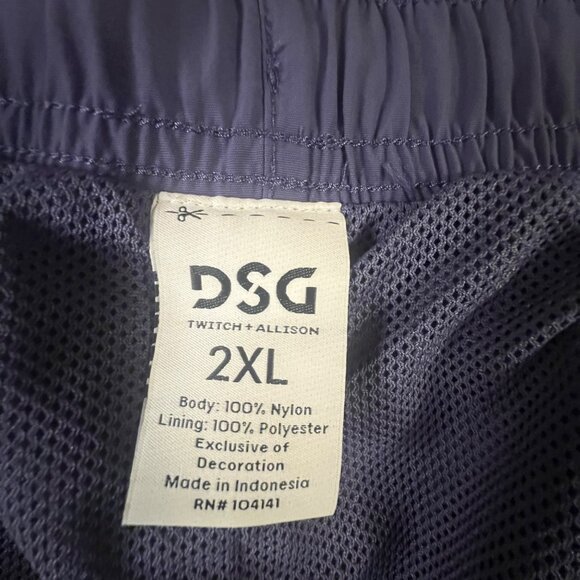 DSG
TWITCH + ALLISON
2XL
Body: 100% Nylon
Lining: 100% Polyester
Exclusive of
Decoration
Made in Indonesia
RN# 104141